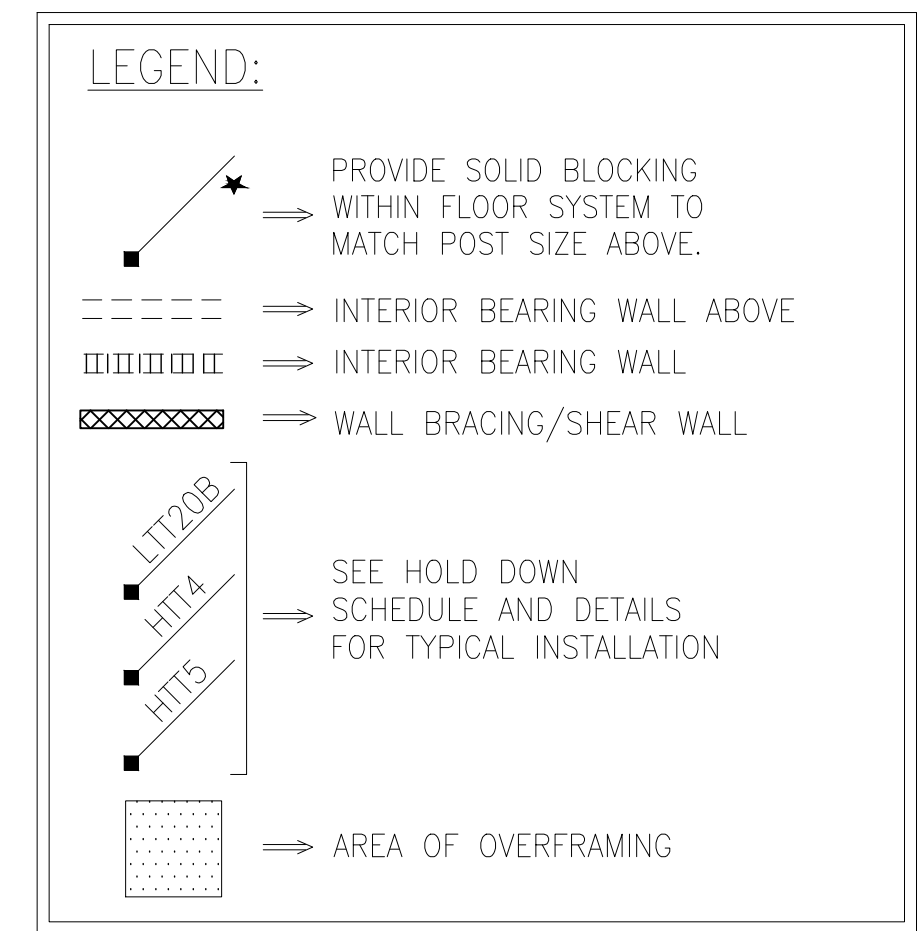 LEGEND:
PROVIDE SOLID BLOCKING
WITHIN FLOOR SYSTEM TO
MATCH POST SIZE ABOVE.
INTERIOR BEARING WALL ABOVE
INTERIOR BEARING WALL
WALL BRACING/SHEAR WALL
LTT20B
HTT4
HTT5
SEE HOLD DOWN
SCHEDULE AND DETAILS
FOR TYPICAL INSTALLATION
AREA OF OVERFRAMING